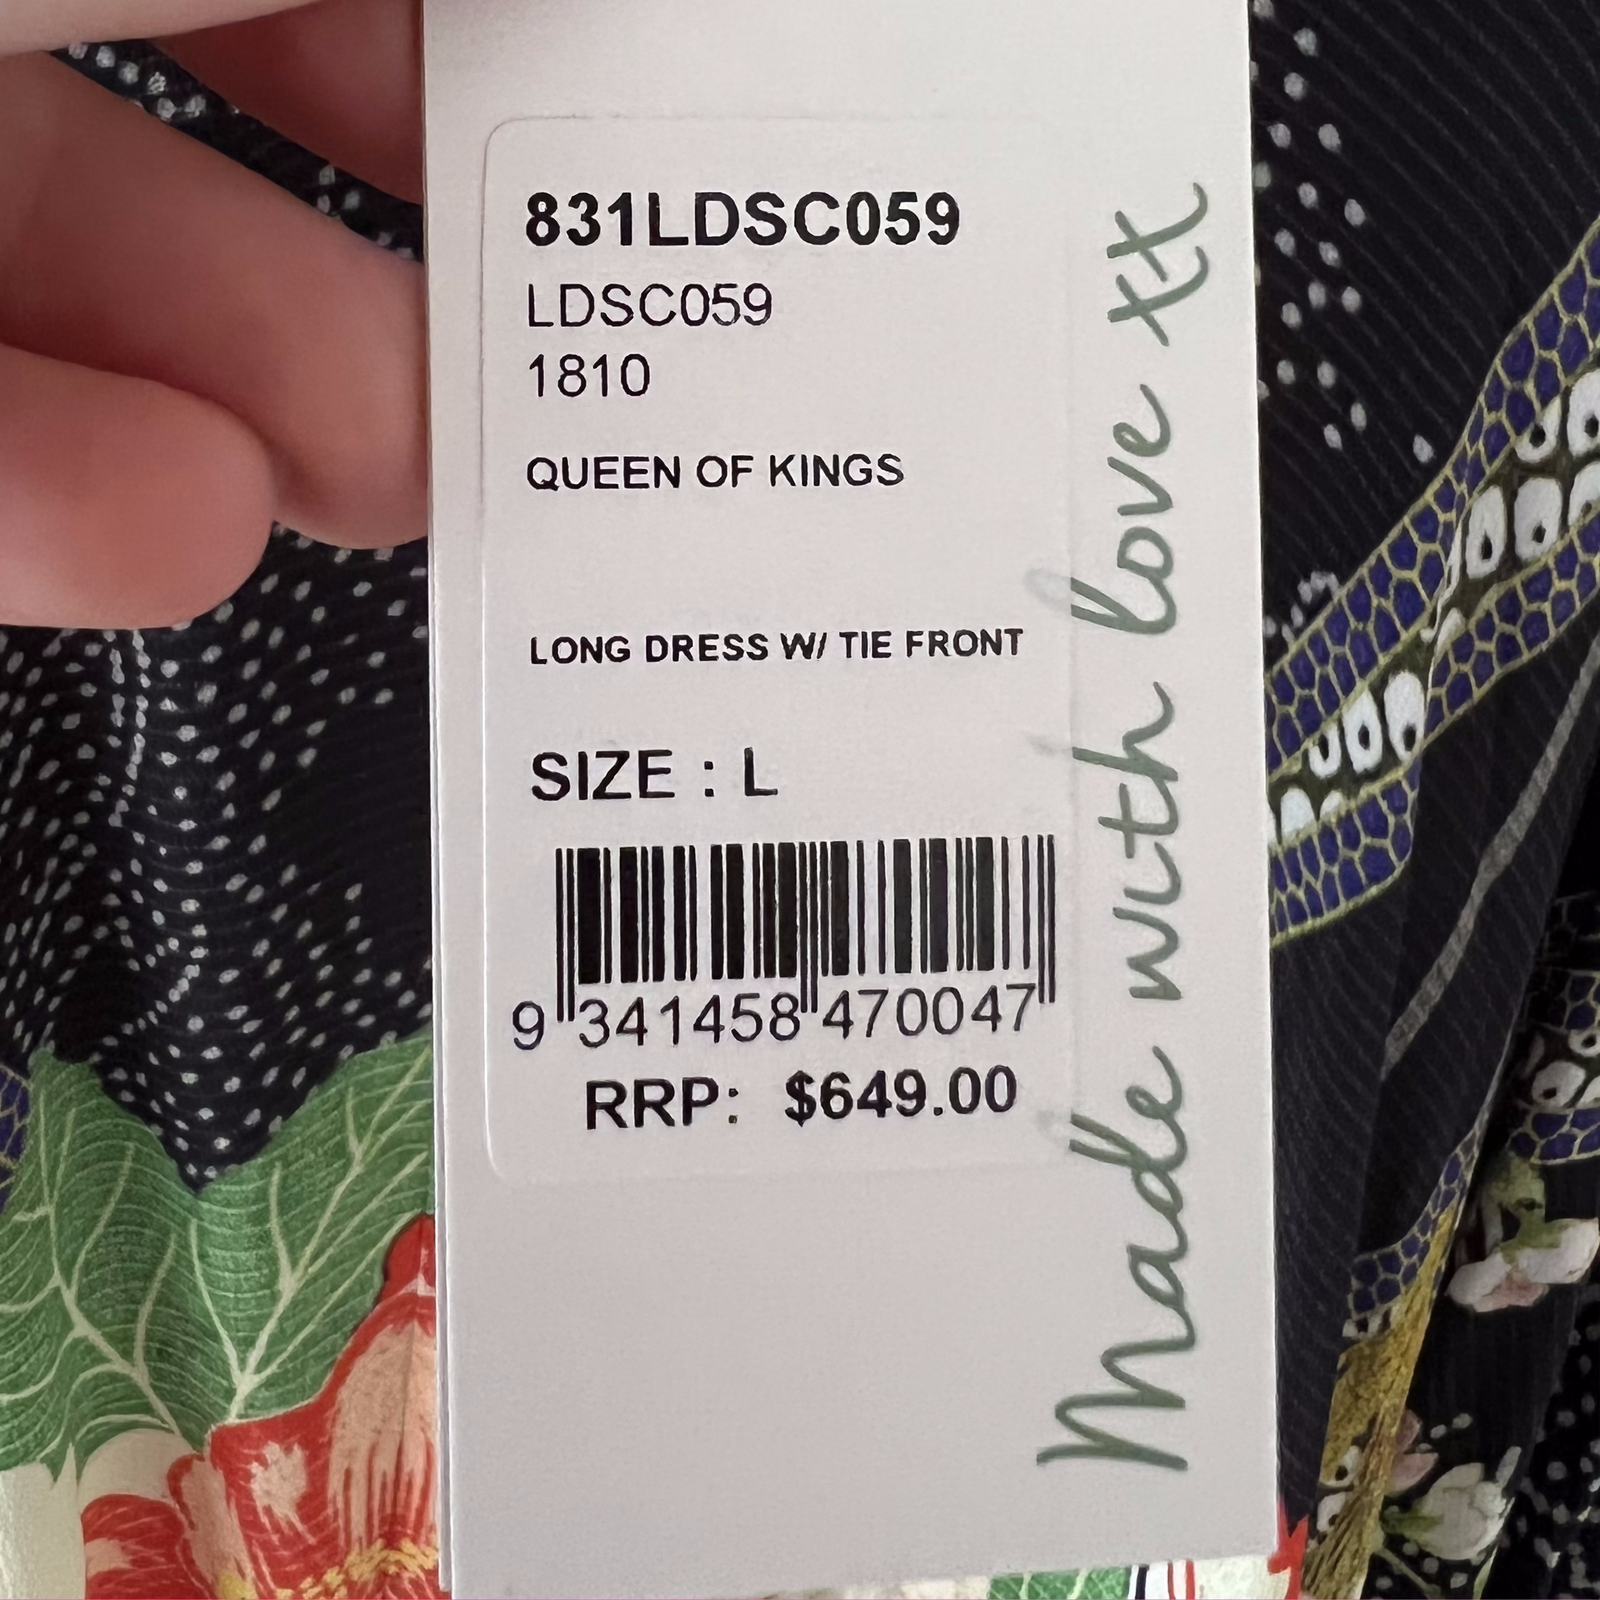 831LDSC059
LDSC059
1810
QUEEN OF KINGS
LONG DRESS W/ TIE FRONT
SIZE : L
9 341458 470047
RRP: $649.00
Made with love xx